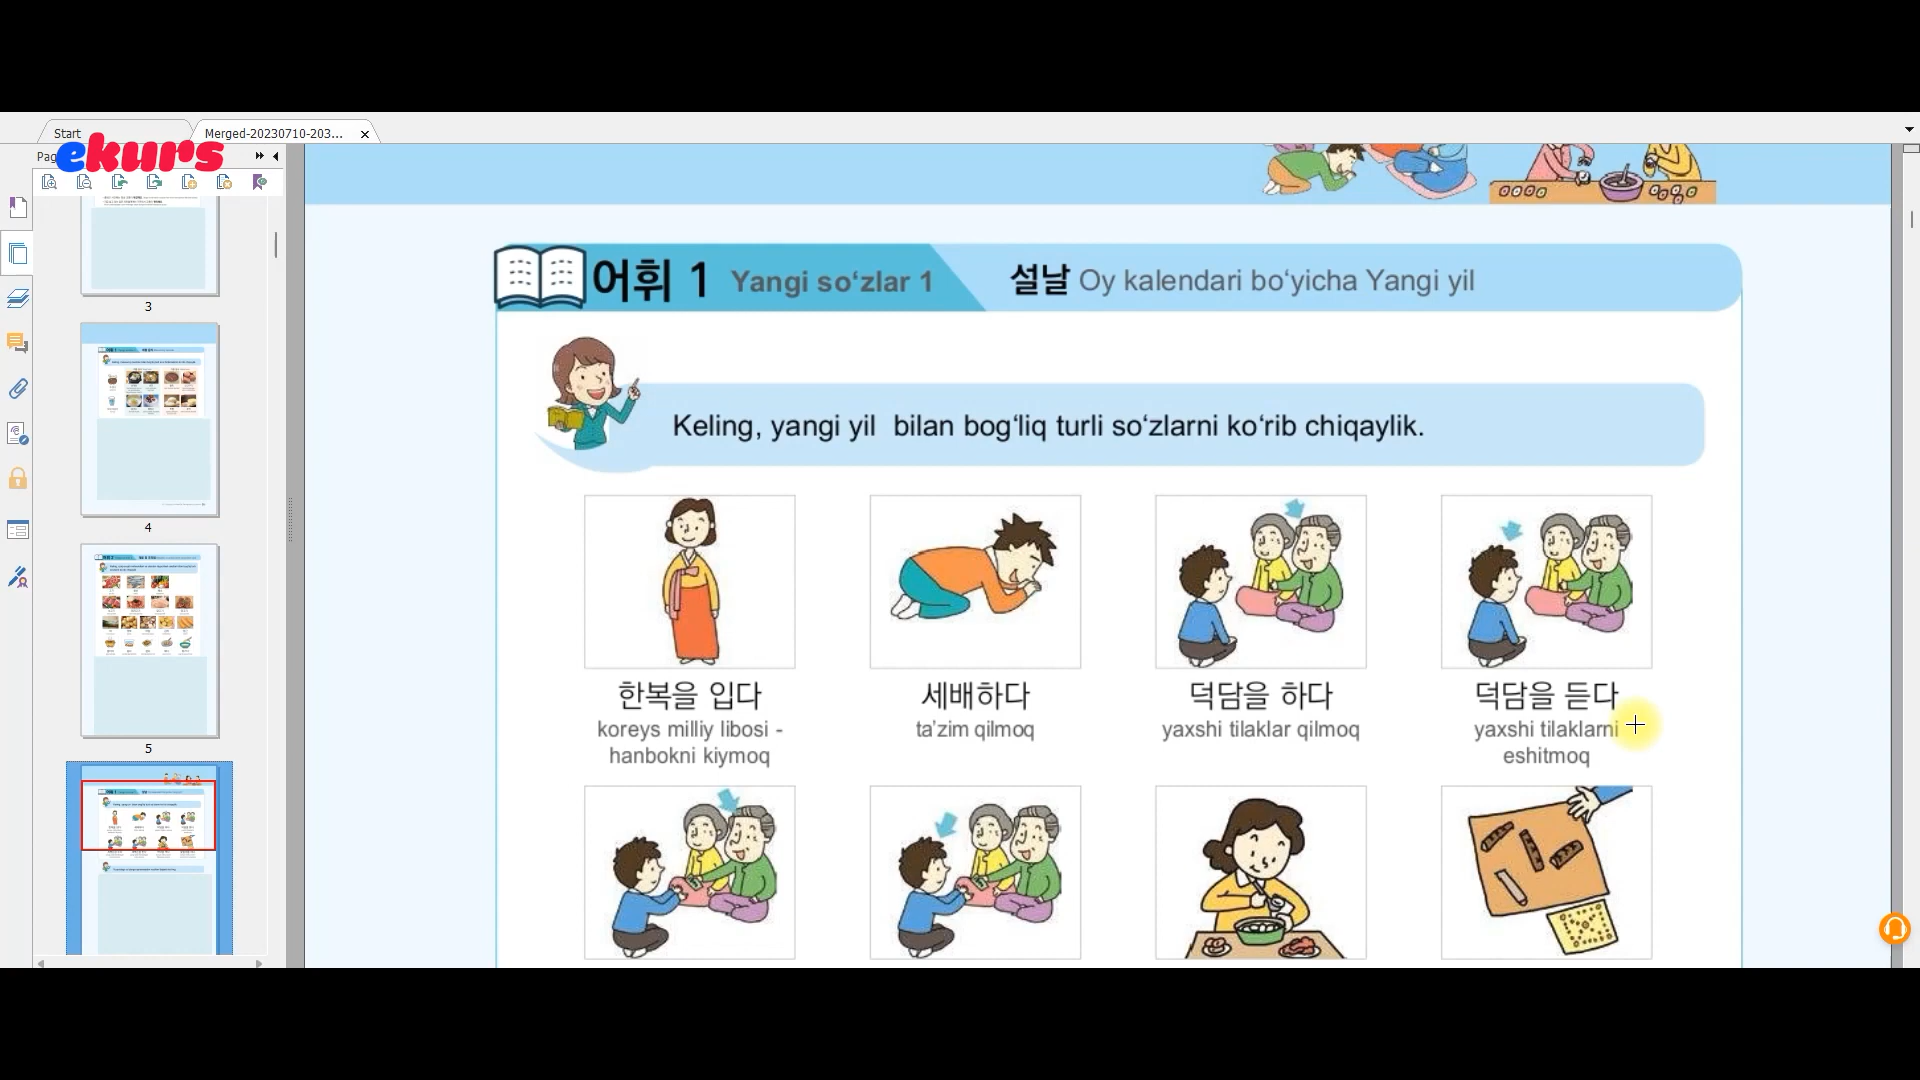 Start
Merged-20230710-203...
Pag
ekurs
3
4
5
어휘 1 Yangi so‘zlar 1 설날 Oy kalendari bo‘yicha Yangi yil
Keling, yangi yil bilan bog‘liq turli so‘zlarni ko‘rib chiqaylik.
한복을 입다 세배하다 덕담을 하다 덕담을 듣다
koreys milliy libosi - ta’zim qilmoq yaxshi tilaklar qilmoq yaxshi tilaklarni
hanbokni kiymoq eshitmoq